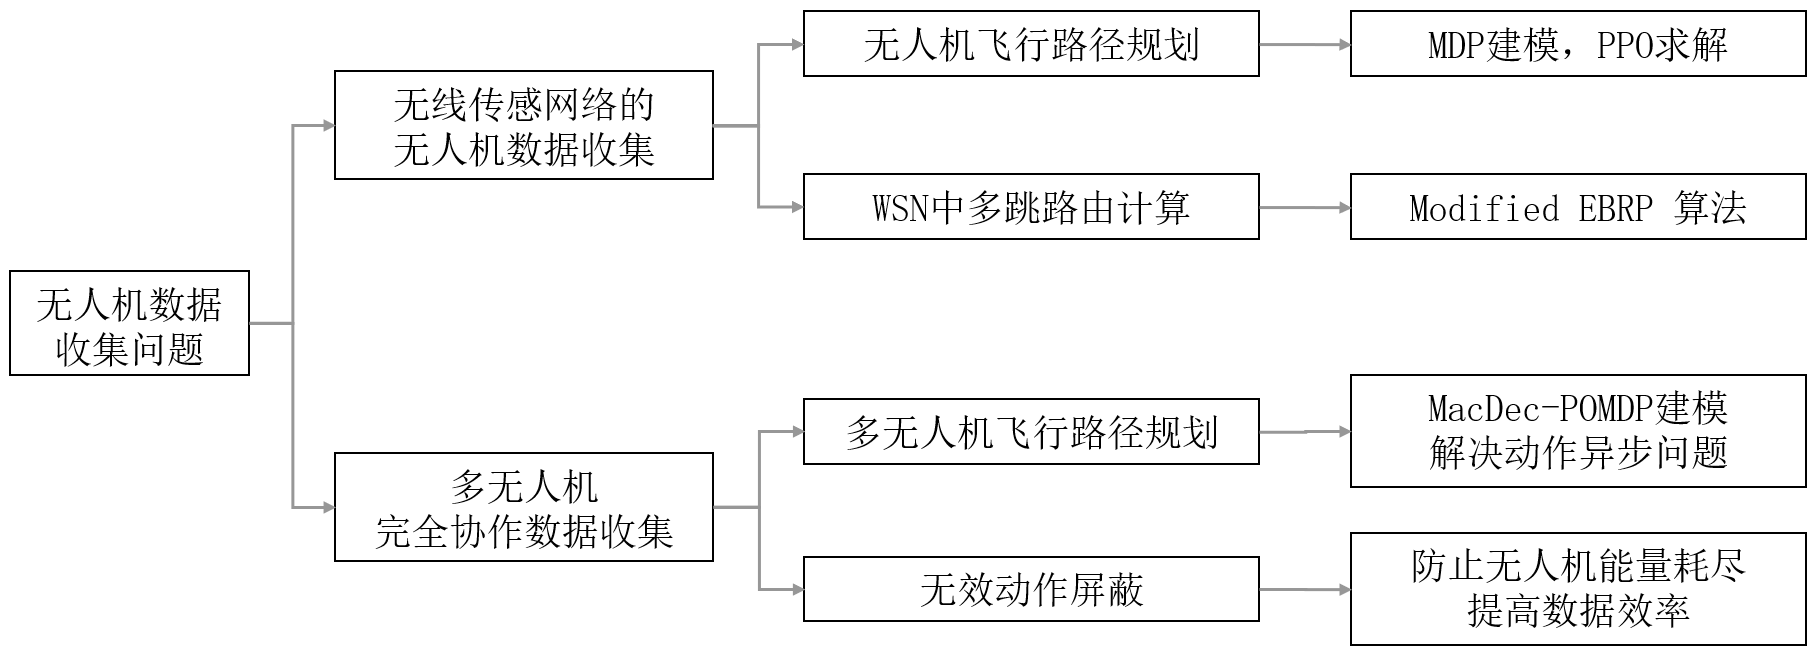 无人机数据
收集问题
无线传感网络的
无人机数据收集
无人机飞行路径规划
MDP建模，PPO求解
WSN中多跳路由计算
Modified EBRP 算法
多无人机
完全协作数据收集
多无人机飞行路径规划
MacDec-POMDP建模
解决动作异步问题
无效动作屏蔽
防止无人机能量耗尽
提高数据效率